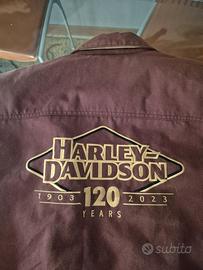 HARLEY-
DAVIDSON
1903 120 2023
YEARS
subito